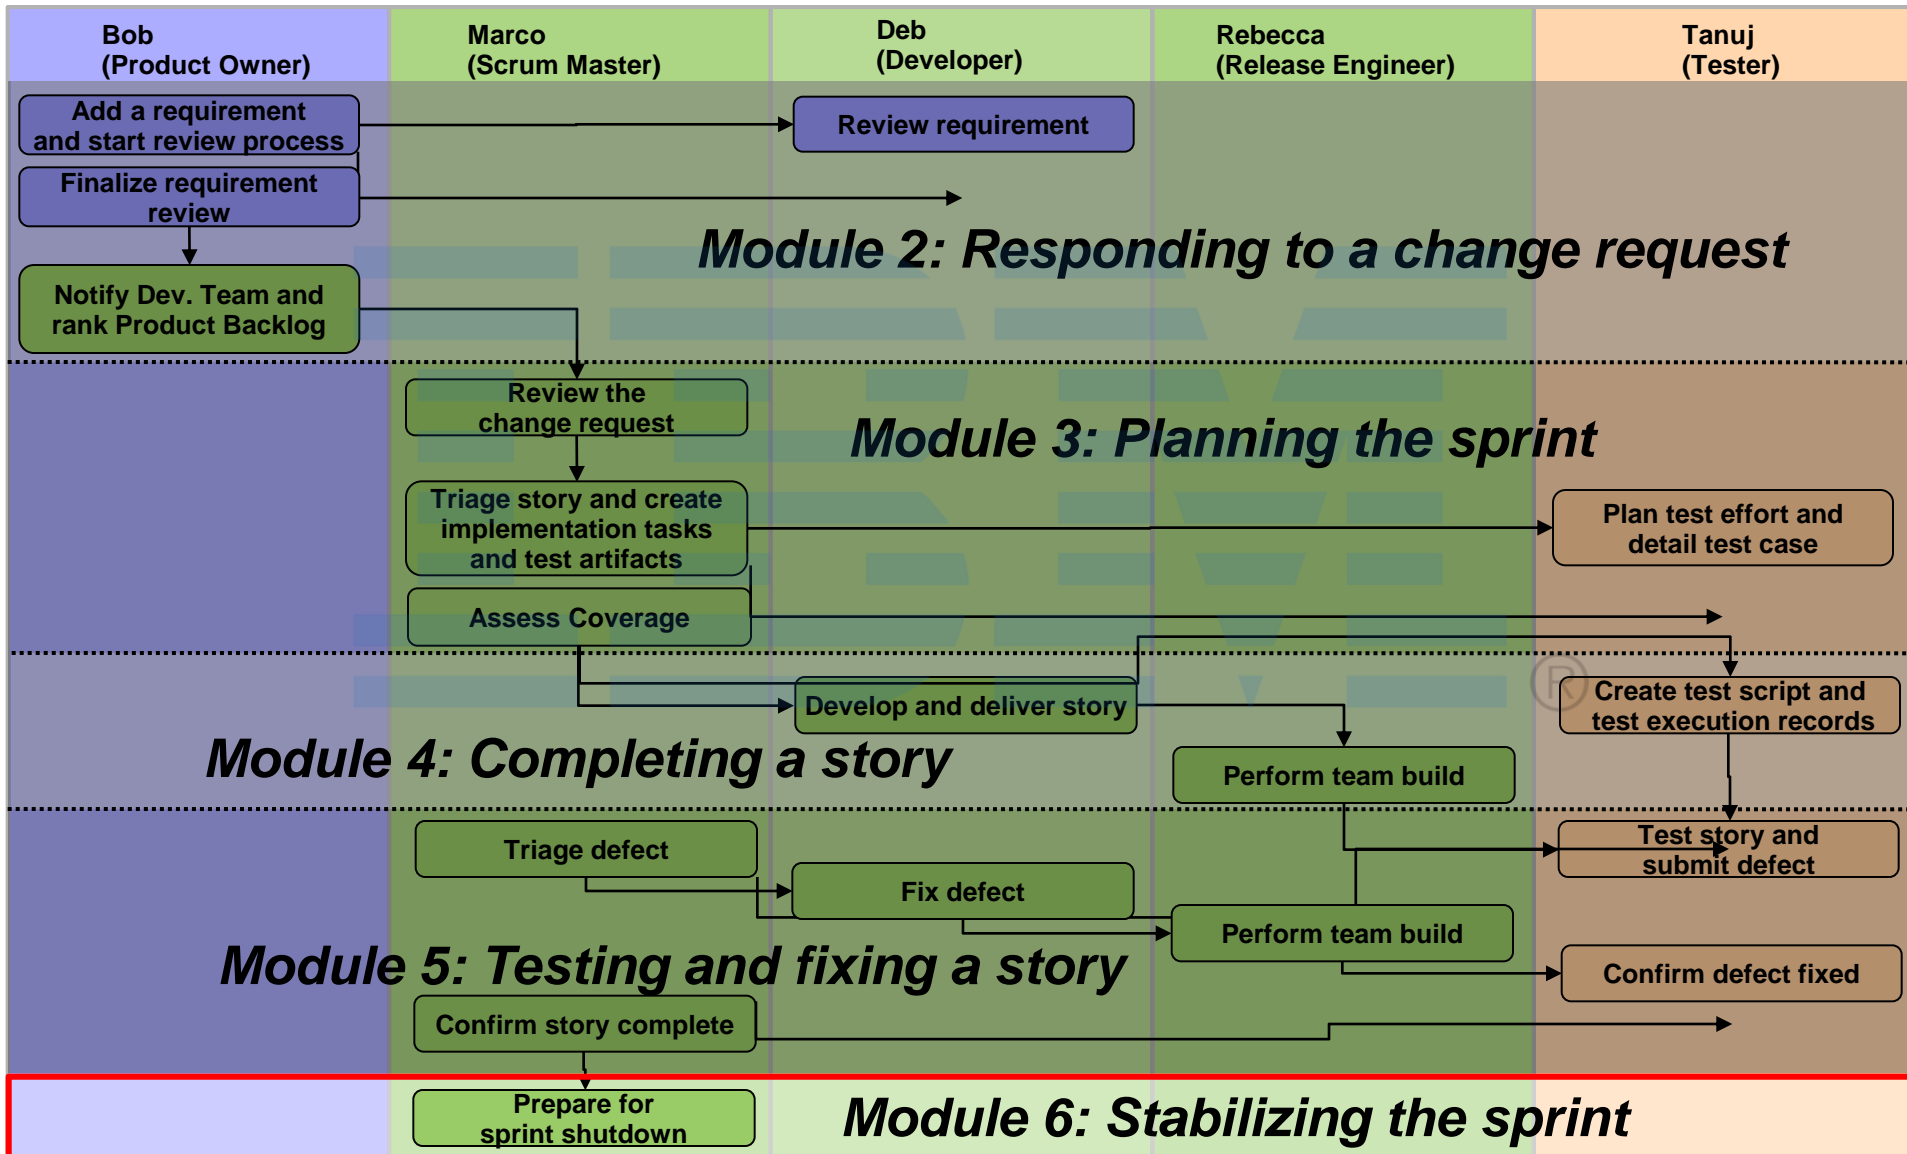 Bob
(Product Owner)
Marco
(Scrum Master)
Deb
(Developer)
Rebecca
(Release Engineer)
Tanuj
(Tester)
Add a requirement
and start review process
Review requirement
Finalize requirement
review
Module 2: Responding to a change request
Notify Dev. Team and
rank Product Backlog
Review the
change request
Module 3: Planning the sprint
Triage story and create
implementation tasks
and test artifacts
Plan test effort and
detail test case
Assess Coverage
Develop and deliver story
Create test script and
test execution records
Module 4: Completing a story
Perform team build
Triage defect
Test story and
submit defect
Fix defect
Perform team build
Module 5: Testing and fixing a story
Confirm defect fixed
Confirm story complete
Prepare for
sprint shutdown
Module 6: Stabilizing the sprint
IBM
®